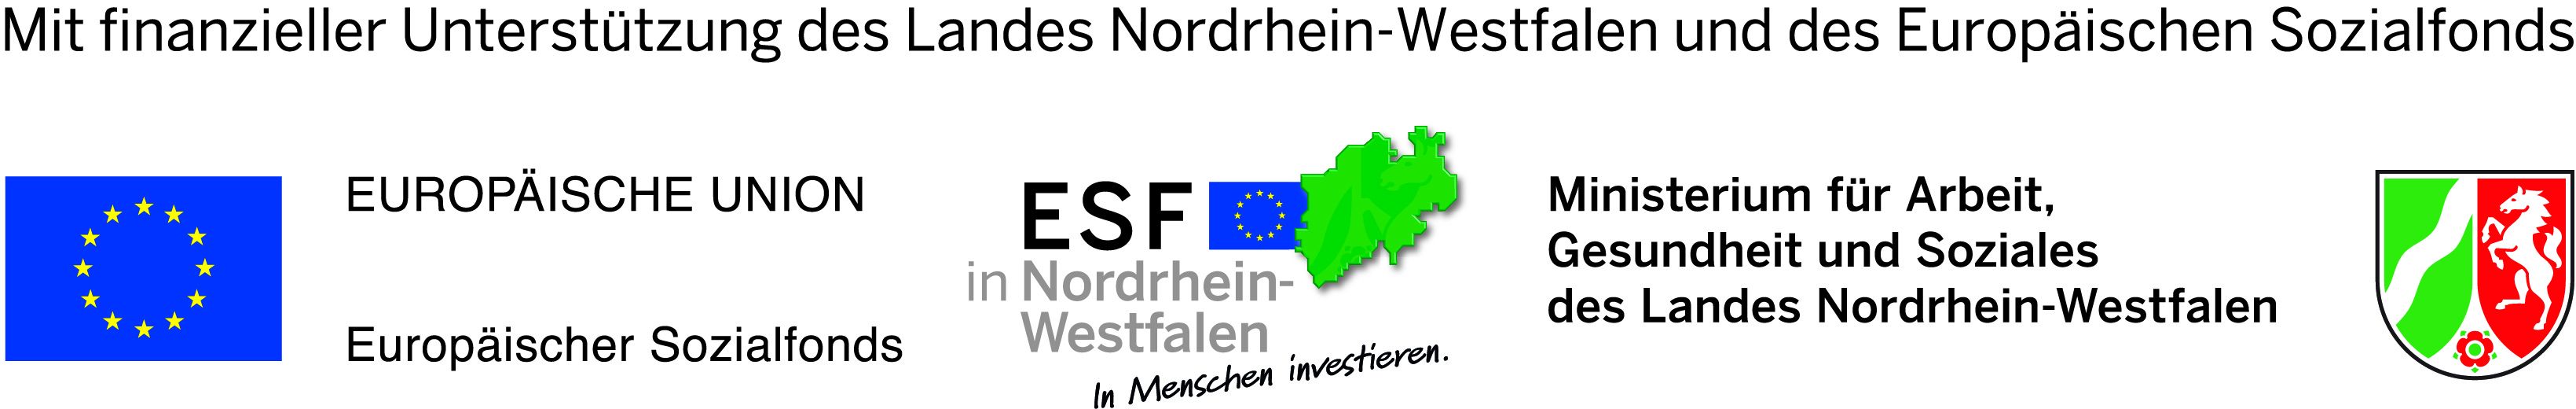 Mit finanzieller Unterstützung des Landes Nordrhein-Westfalen und des Europäischen Sozialfonds
EUROPÄISCHE UNION
Europäischer Sozialfonds
ESF
in Nordrhein-
Westfalen
In Menschen investieren.
Ministerium für Arbeit,
Gesundheit und Soziales
des Landes Nordrhein-Westfalen